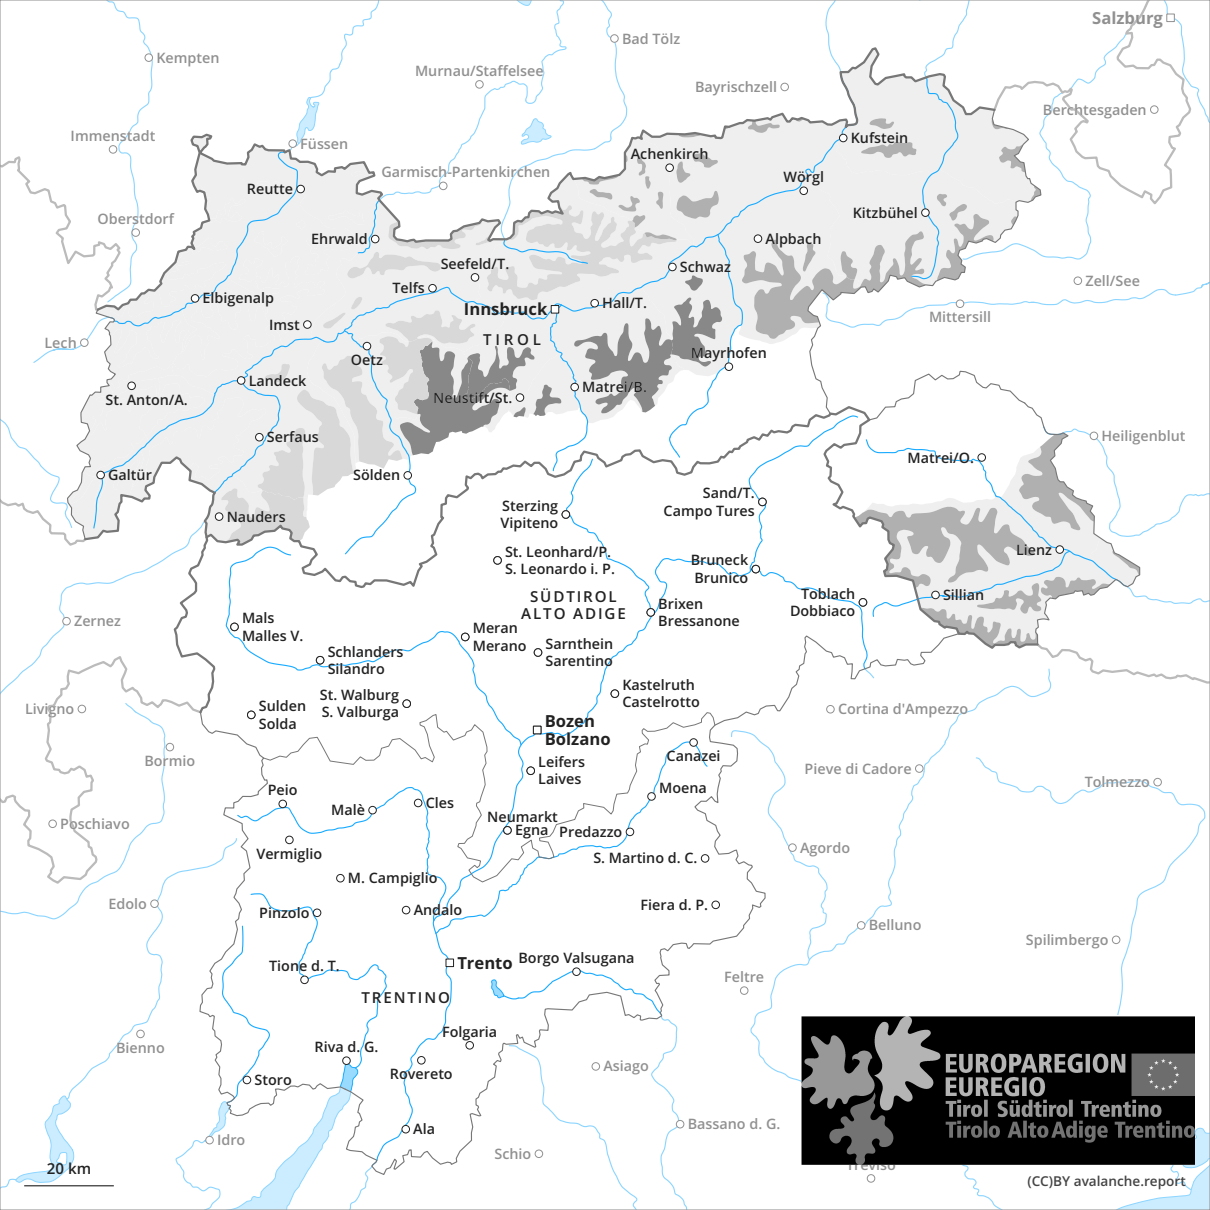 Salzburg
Bad Tölz
Kempten
Murnau/Staffelsee
Bayrischzell
Berchtesgaden
Immenstadt
Füssen
Kufstein
Achenkirch
Garmisch-Partenkirchen
Wörgl
Reutte
Oberstdorf
Kitzbühel
Ehrwald
Alpbach
Seefeld/T.
Schwaz
Zell/See
Telfs
Elbigenalp
Hall/T.
Innsbruck
Mittersill
Imst
TIROL
Lech
Oetz
Mayrhofen
Landeck
Matrei/B.
St. Anton/A.
Neustift/St.
Serfaus
Heiligenblut
Matrei/O.
Galtür
Sölden
Sand/T.
Campo Tures
Sterzing
Vipiteno
Nauders
St. Leonhard/P.
S. Leonardo i. P.
Lienz
Bruneck
Brunico
SÜDTIROL
ALTO ADIGE
Toblach
Dobbiaco
Sillian
Brixen
Bressanone
Zernez
Mals
Malles V.
Meran
Merano
Sarnthein
Sarentino
Schlanders
Silandro
Kastelruth
Castelrotto
St. Walburg
S. Valburga
Sulden
Solda
Livigno
Cortina d'Ampezzo
Bozen
Bolzano
Bormio
Canazei
Leifers
Laives
Pieve di Cadore
Tolmezzo
Peio
Moena
Malè
Cles
Neumarkt
Egna
Predazzo
Poschiavo
Vermiglio
S. Martino d. C.
Agordo
M. Campiglio
Edolo
Pinzolo
Andalo
Fiera d. P.
Belluno
Spilimbergo
Trento
Borgo Valsugana
Tione d. T.
Feltre
TRENTINO
Folgaria
Bienno
Riva d. G.
Rovereto
Asiago
Storo
EUROPAREGION
EUREGIO
Tirol Südtirol Trentino
Tirolo Alto Adige Trentino
Ala
Bassano d. G.
Idro
Schio
Treviso
20 km
(CC)BY avalanche.report